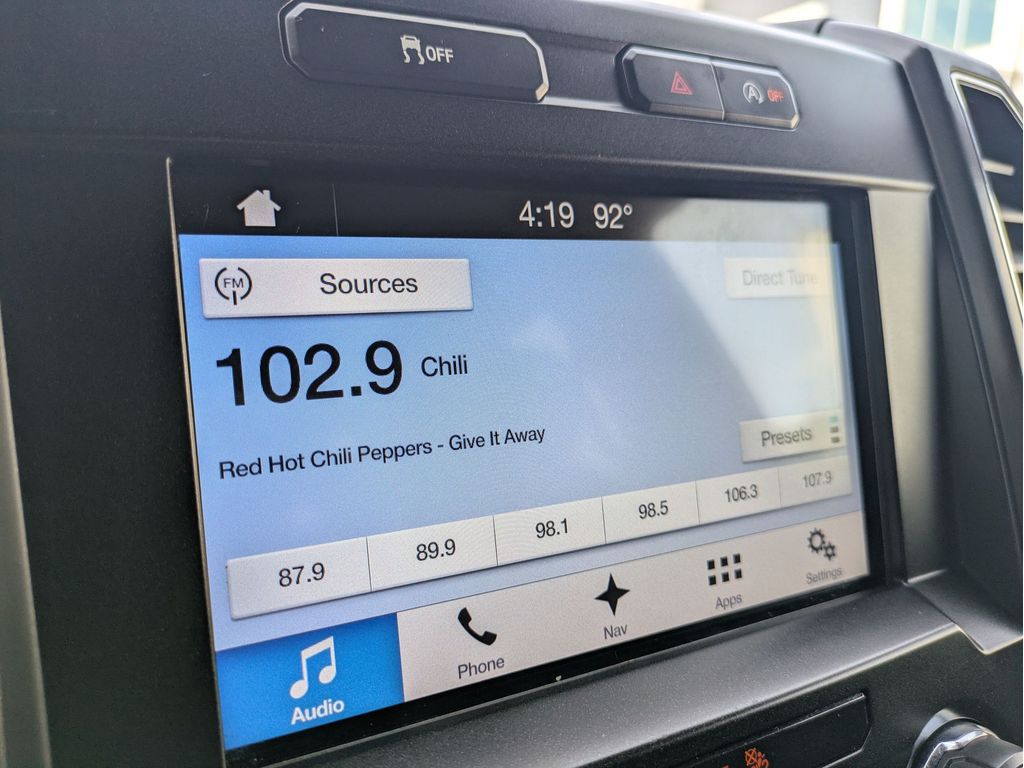 OFF
A OFF
4:19 92°
FM Sources
Direct Tune
102.9 Chili
Red Hot Chili Peppers - Give It Away
Presets
87.9 89.9 98.1 98.5 106.3 107.9
Audio Phone Nav Apps Settings